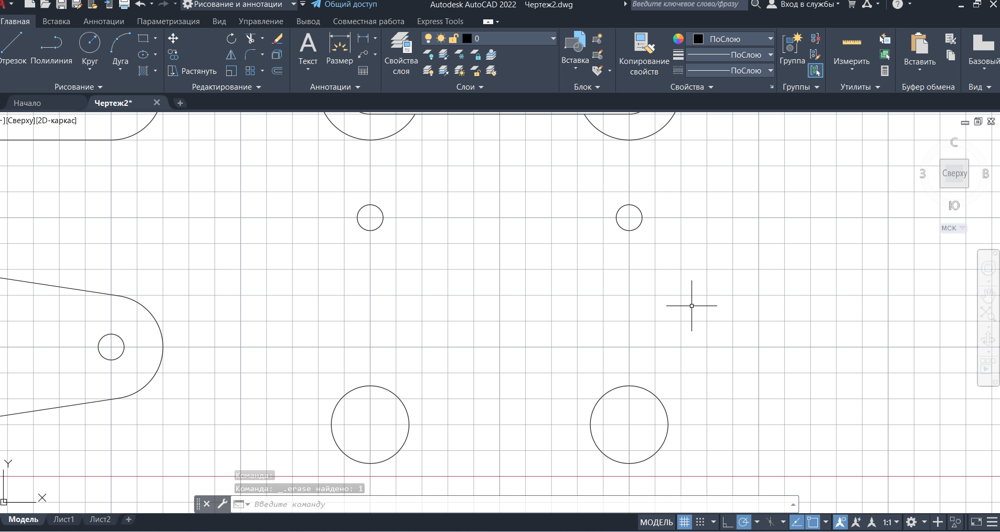 Рисование и аннотации
Общий доступ
Autodesk AutoCAD 2022 Чертеж2.dwg
Введите ключевое слово/фразу
Вход в службы
?
Главная Вставка Аннотации Параметризация Вид Управление Вывод Совместная работа Express Tools
Отрезок Полилиния Круг Дуга
Растянуть
Текст Размер
Свойства слоя
0
Вставка
Копирование свойств
ПоСлою
ПоСлою
ПоСлою
Группа
Измерить
Вставить
Базовый
Рисование Редактирование Аннотации Слои Блок Свойства Группы Утилиты Буфер обмена Вид
Начало Чертеж2*
-][Сверху][2D-каркас]
С
З Сверху В
Ю
МСК
Y
X
Команда:
Команда: _.erase найдено: 1
Введите команду
Модель Лист1 Лист2
МОДЕЛЬ 1:1